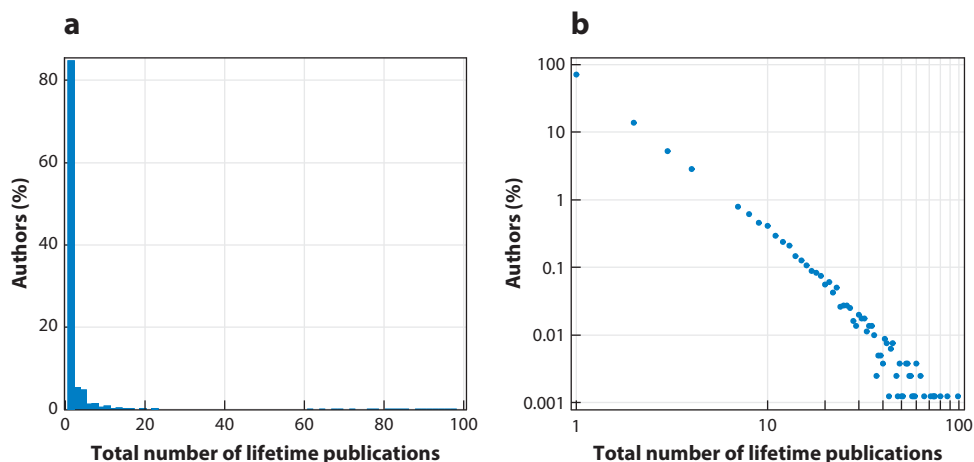 a
Authors (%)
80
60
40
20
0
0 20 40 60 80 100
Total number of lifetime publications
b
Authors (%)
100
10
1
0.1
0.01
0.001
1 10 100
Total number of lifetime publications